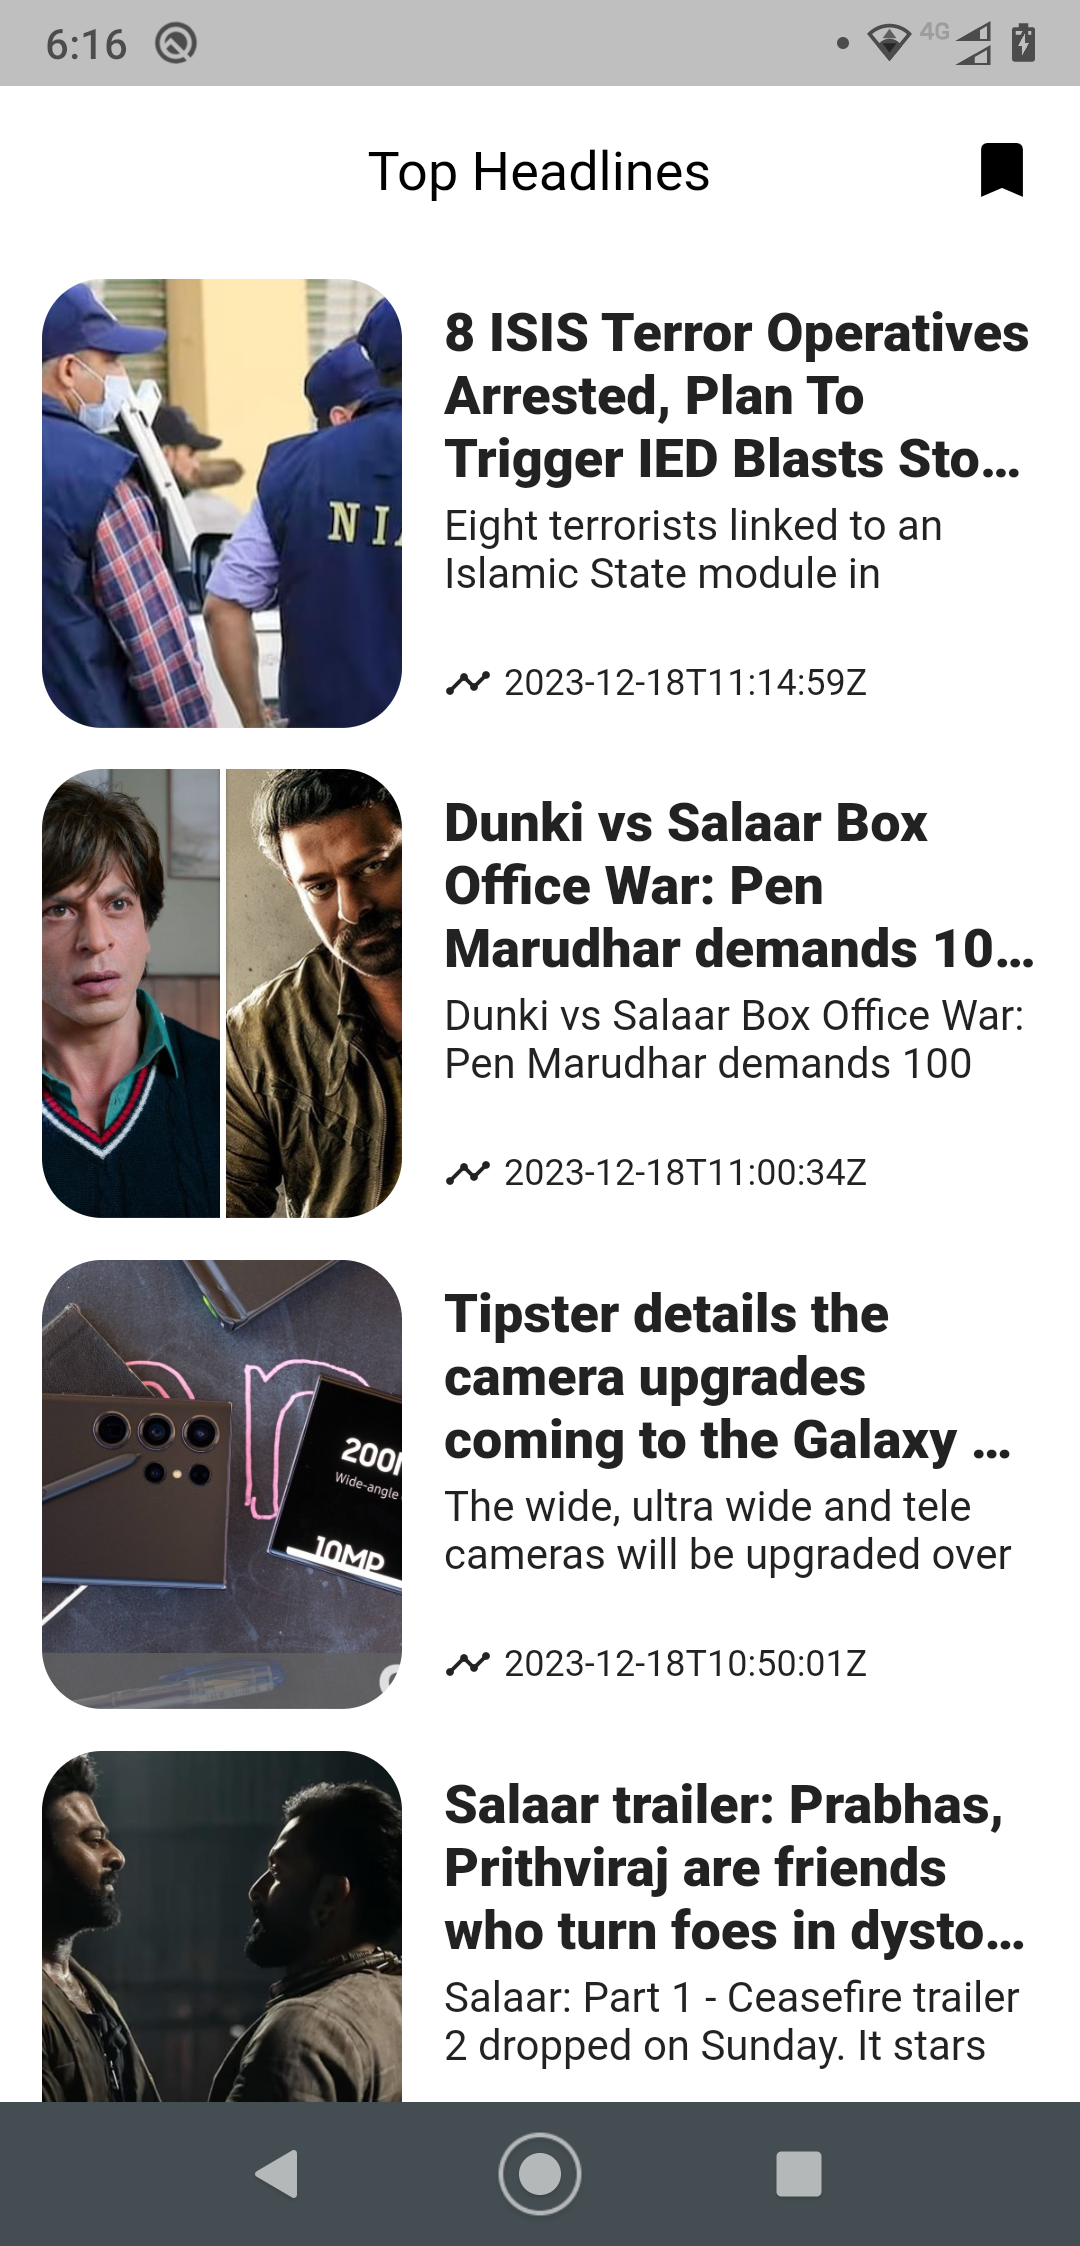 6:16
4G
Top Headlines
8 ISIS Terror Operatives
Arrested, Plan To
Trigger IED Blasts Sto...
Eight terrorists linked to an
Islamic State module in
2023-12-18T11:14:59Z
NI
Dunki vs Salaar Box
Office War: Pen
Marudhar demands 10...
Dunki vs Salaar Box Office War:
Pen Marudhar demands 100
2023-12-18T11:00:34Z
Tipster details the
camera upgrades
coming to the Galaxy ...
The wide, ultra wide and tele
cameras will be upgraded over
2023-12-18T10:50:01Z
200
Wide-angle
10MP
Salaar trailer: Prabhas,
Prithviraj are friends
who turn foes in dysto...
Salaar: Part 1 - Ceasefire trailer
2 dropped on Sunday. It stars